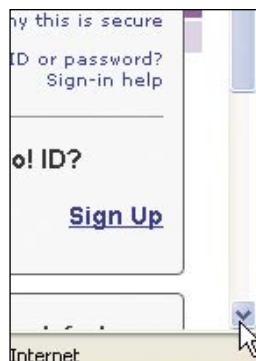 hy this is secure
ID or password?
Sign-in help
o! ID?
Sign Up
Internet